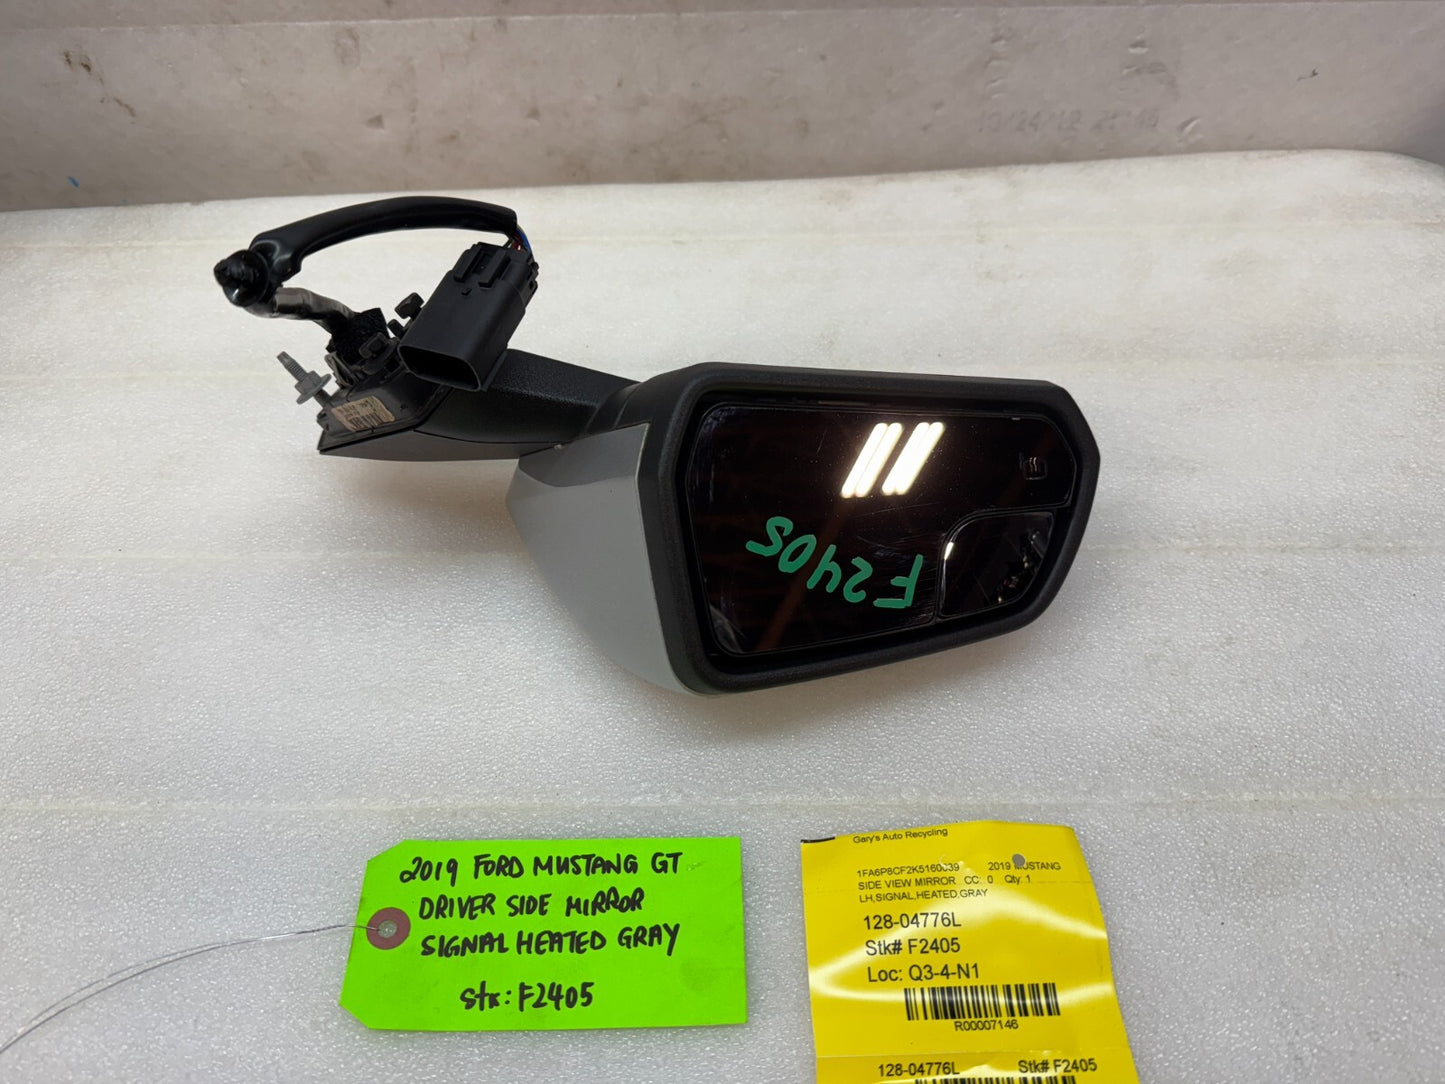 F2405
2019 FORD MUSTANG GT
DRIVER SIDE MIRROR
SIGNAL HEATED GRAY
Stk: F2405
Gary's Auto Recycling
1FA6P8CF2K5160039 2019 MUSTANG
SIDE VIEW MIRROR CC: 0 Qty: 1
LH,SIGNAL,HEATED,GRAY
128-04776L
Stk# F2405
Loc: Q3-4-N1
R00007146
128-04776L Stk# F2405